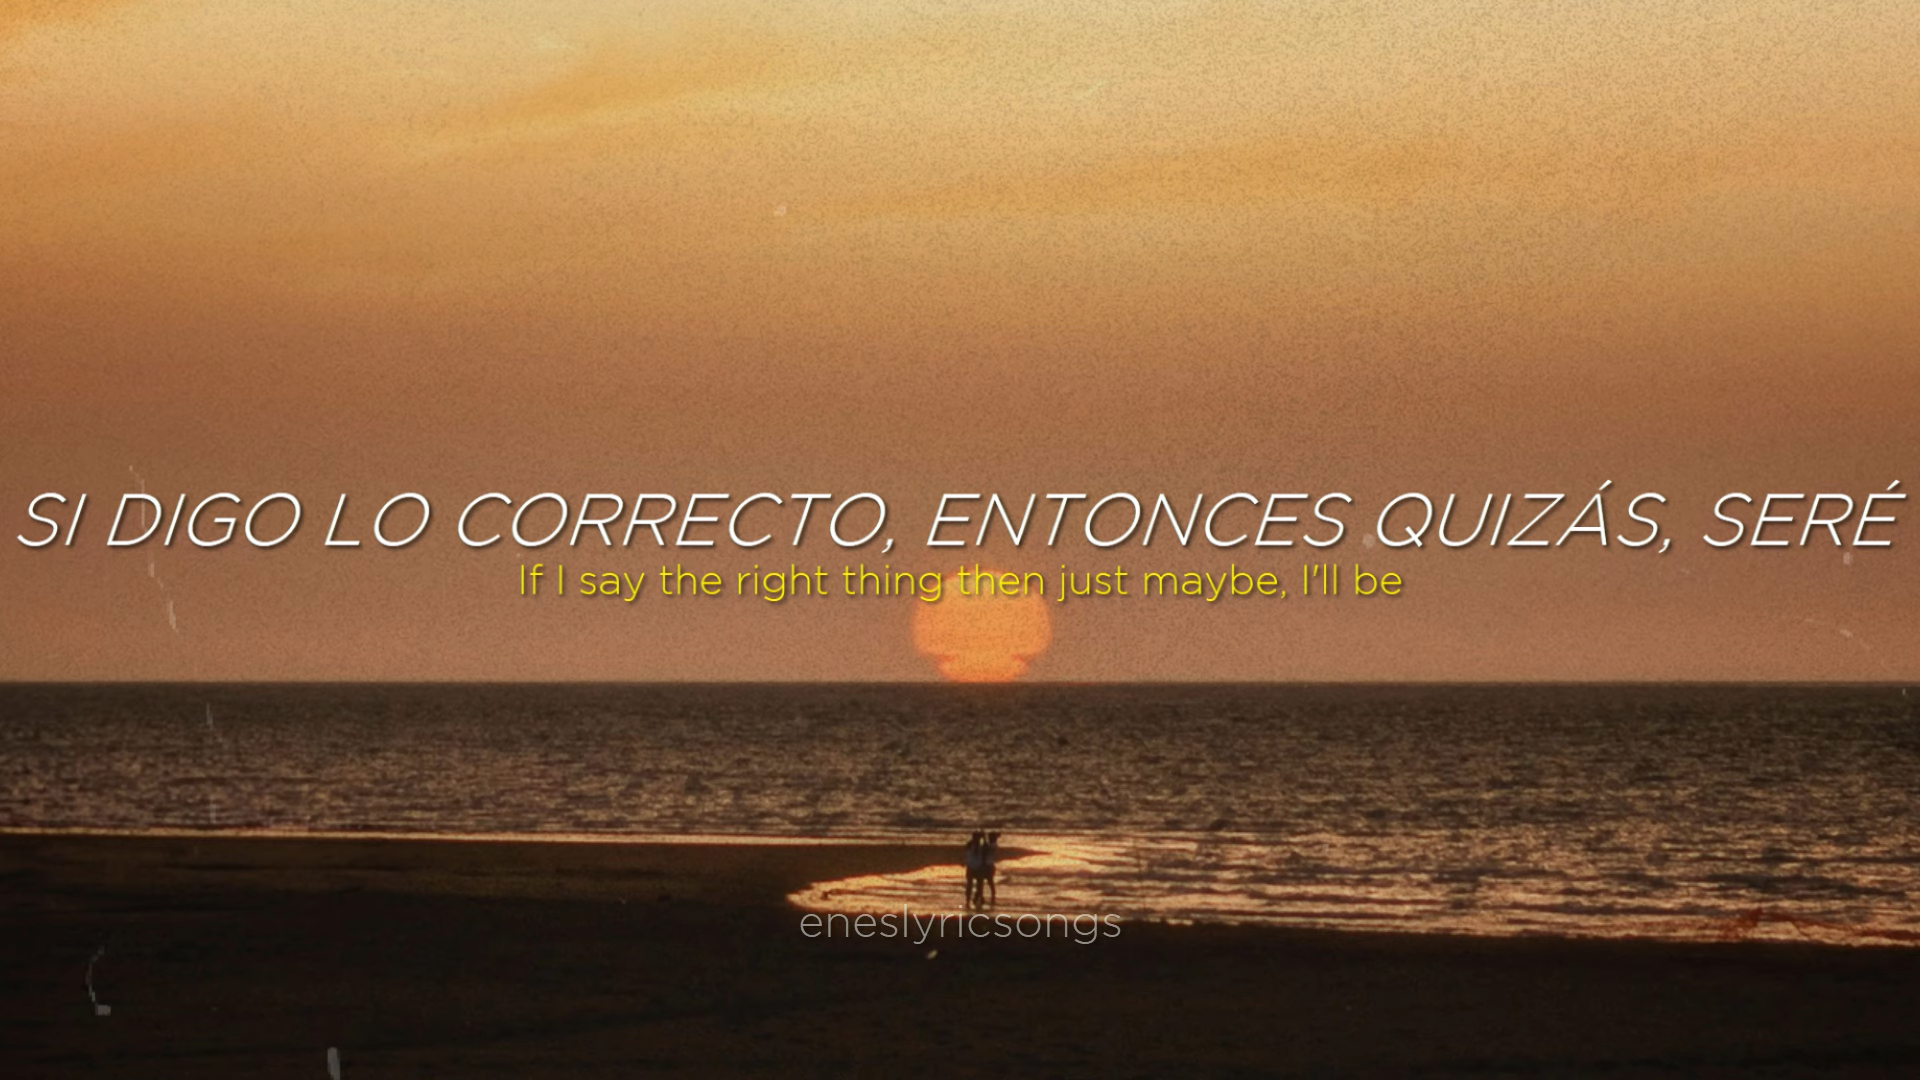 SI DIGO LO CORRECTO, ENTONCES QUIZÁS, SERÉ
If I say the right thing then just maybe, I'll be
eneslyricsongs